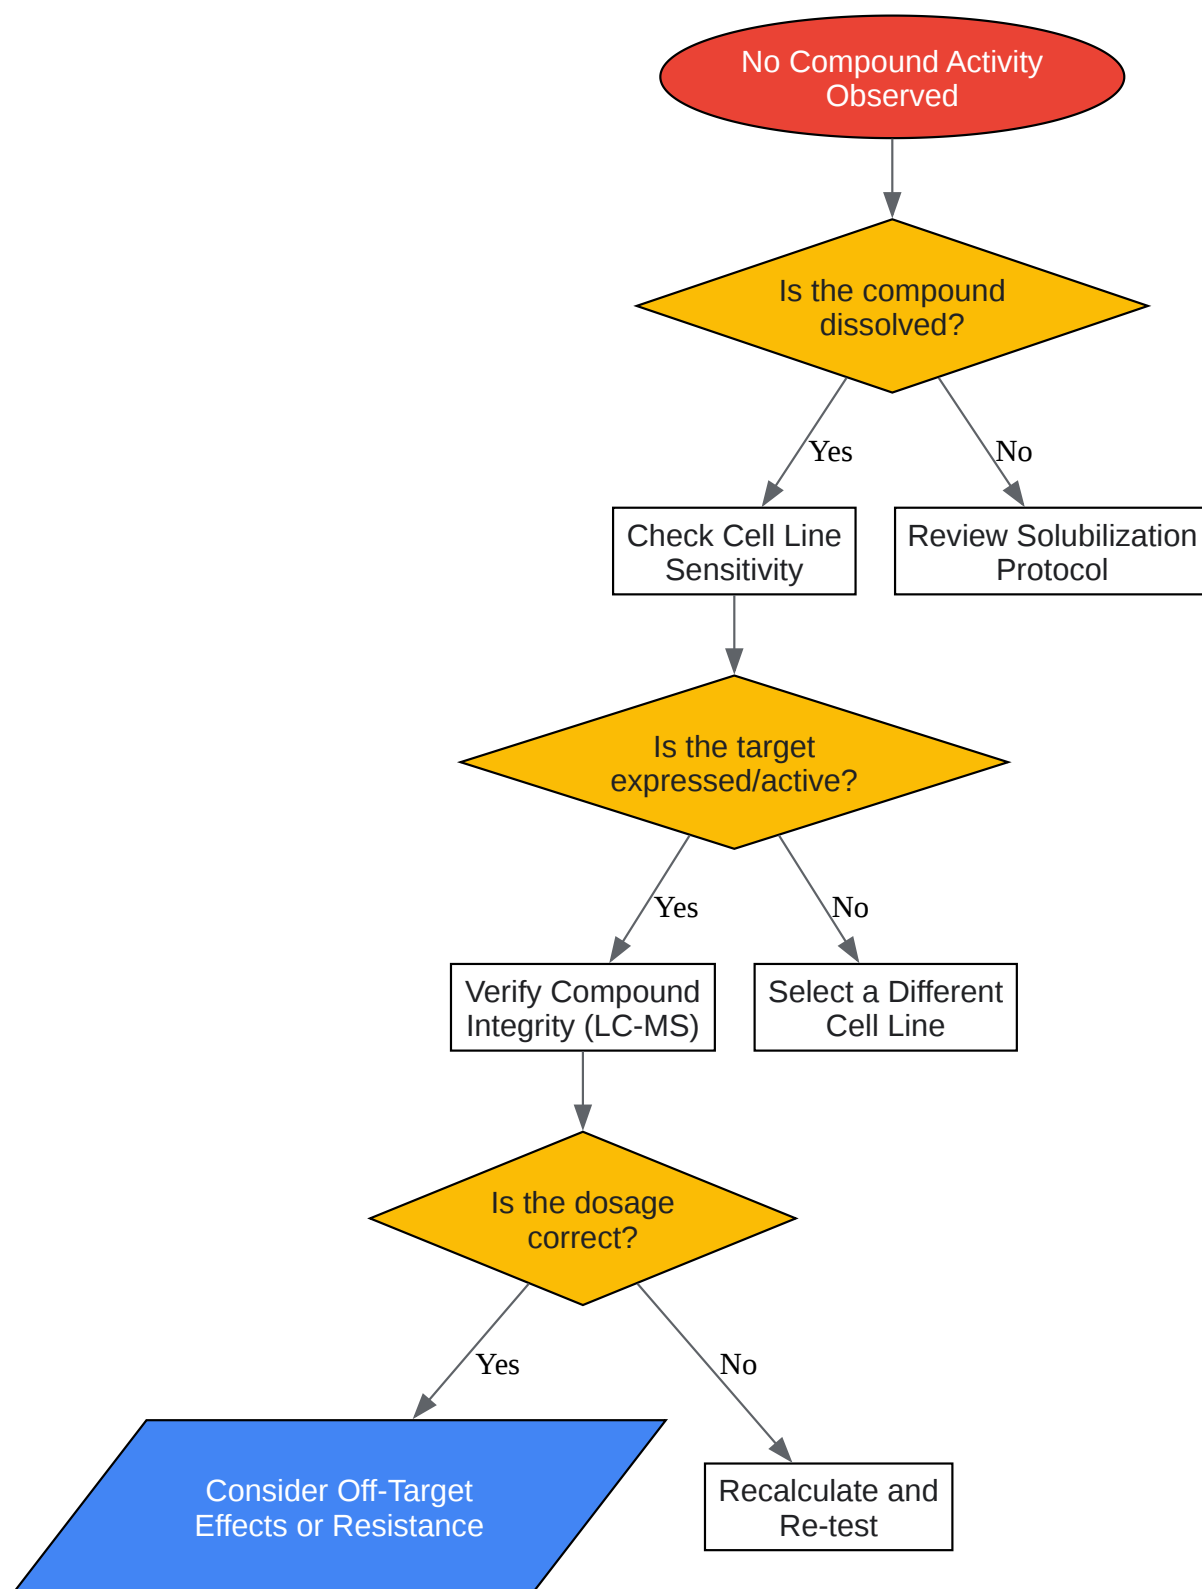 No Compound Activity
Observed
Is the compound
dissolved?
Yes
No
Check Cell Line
Sensitivity
Review Solubilization
Protocol
Is the target
expressed/active?
Yes
No
Verify Compound
Integrity (LC-MS)
Select a Different
Cell Line
Is the dosage
correct?
Yes
No
Consider Off-Target
Effects or Resistance
Recalculate and
Re-test